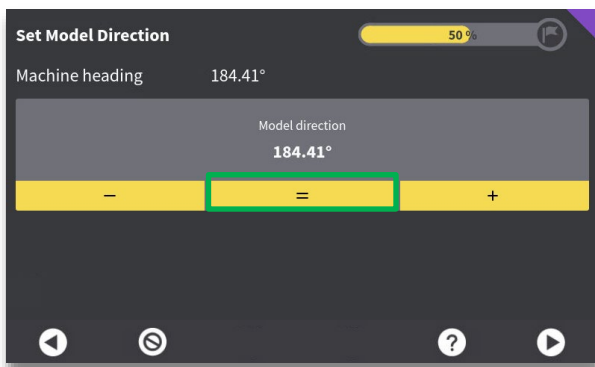 Set Model Direction 50 %
Machine heading 184.41°
Model direction
184.41°
− = +
?